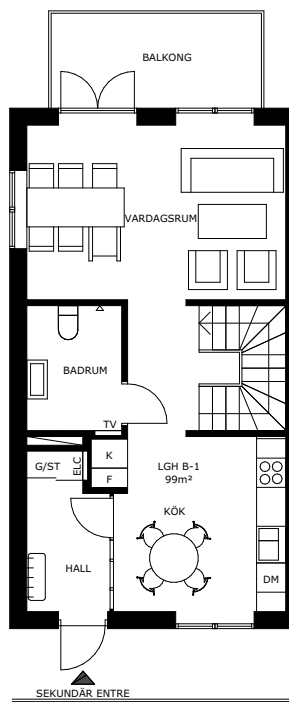 BALKONG
VARDAGSRUM
BADRUM
TV
G/ST
ELC
K
F
LGH B-1
99m²
KÖK
HALL
DM
SEKUNDÄR ENTRE